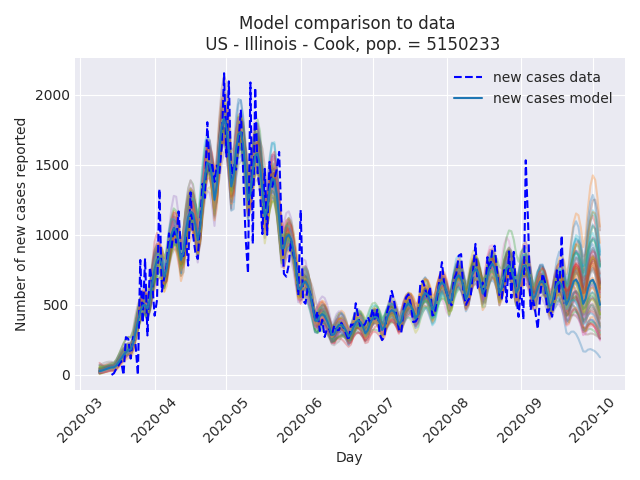 Model comparison to data
US - Illinois - Cook, pop. = 5150233
new cases data
new cases model
Number of new cases reported
2000
1500
1000
500
0
2020-03
2020-04
2020-05
2020-06
2020-07
2020-08
2020-09
2020-10
Day